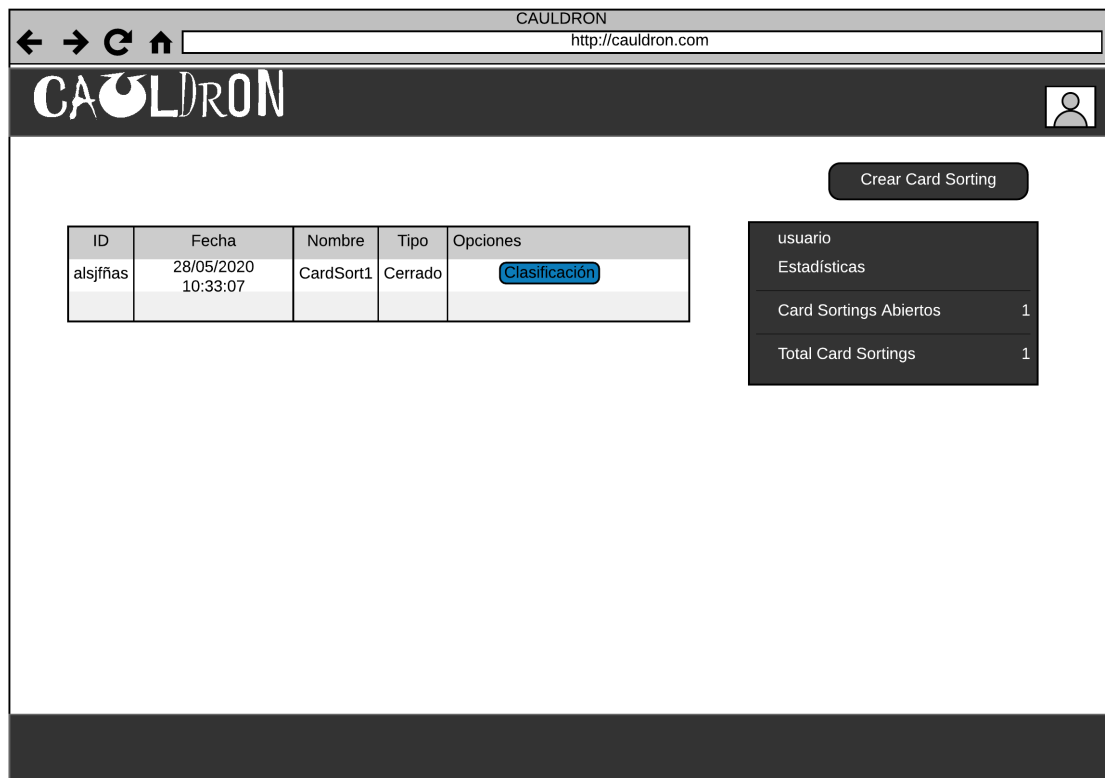 CAULDRON
http://cauldron.com
CAULDRON
Crear Card Sorting
ID Fecha Nombre Tipo Opciones
alsjfñas 28/05/2020 10:33:07 CardSort1 Cerrado Clasificación
usuario
Estadísticas
Card Sortings Abiertos 1
Total Card Sortings 1